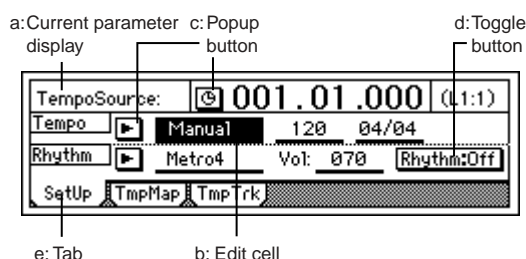 a:Current parameter display
c:Popup button
d:Toggle button
TempoSource: 001.01.000 (L1:1)
Tempo Manual 120 04/04
Rhythm Metro4 Vol: 070 Rhythm:Off
SetUp TmpMap TmpTrk
e: Tab
b: Edit cell